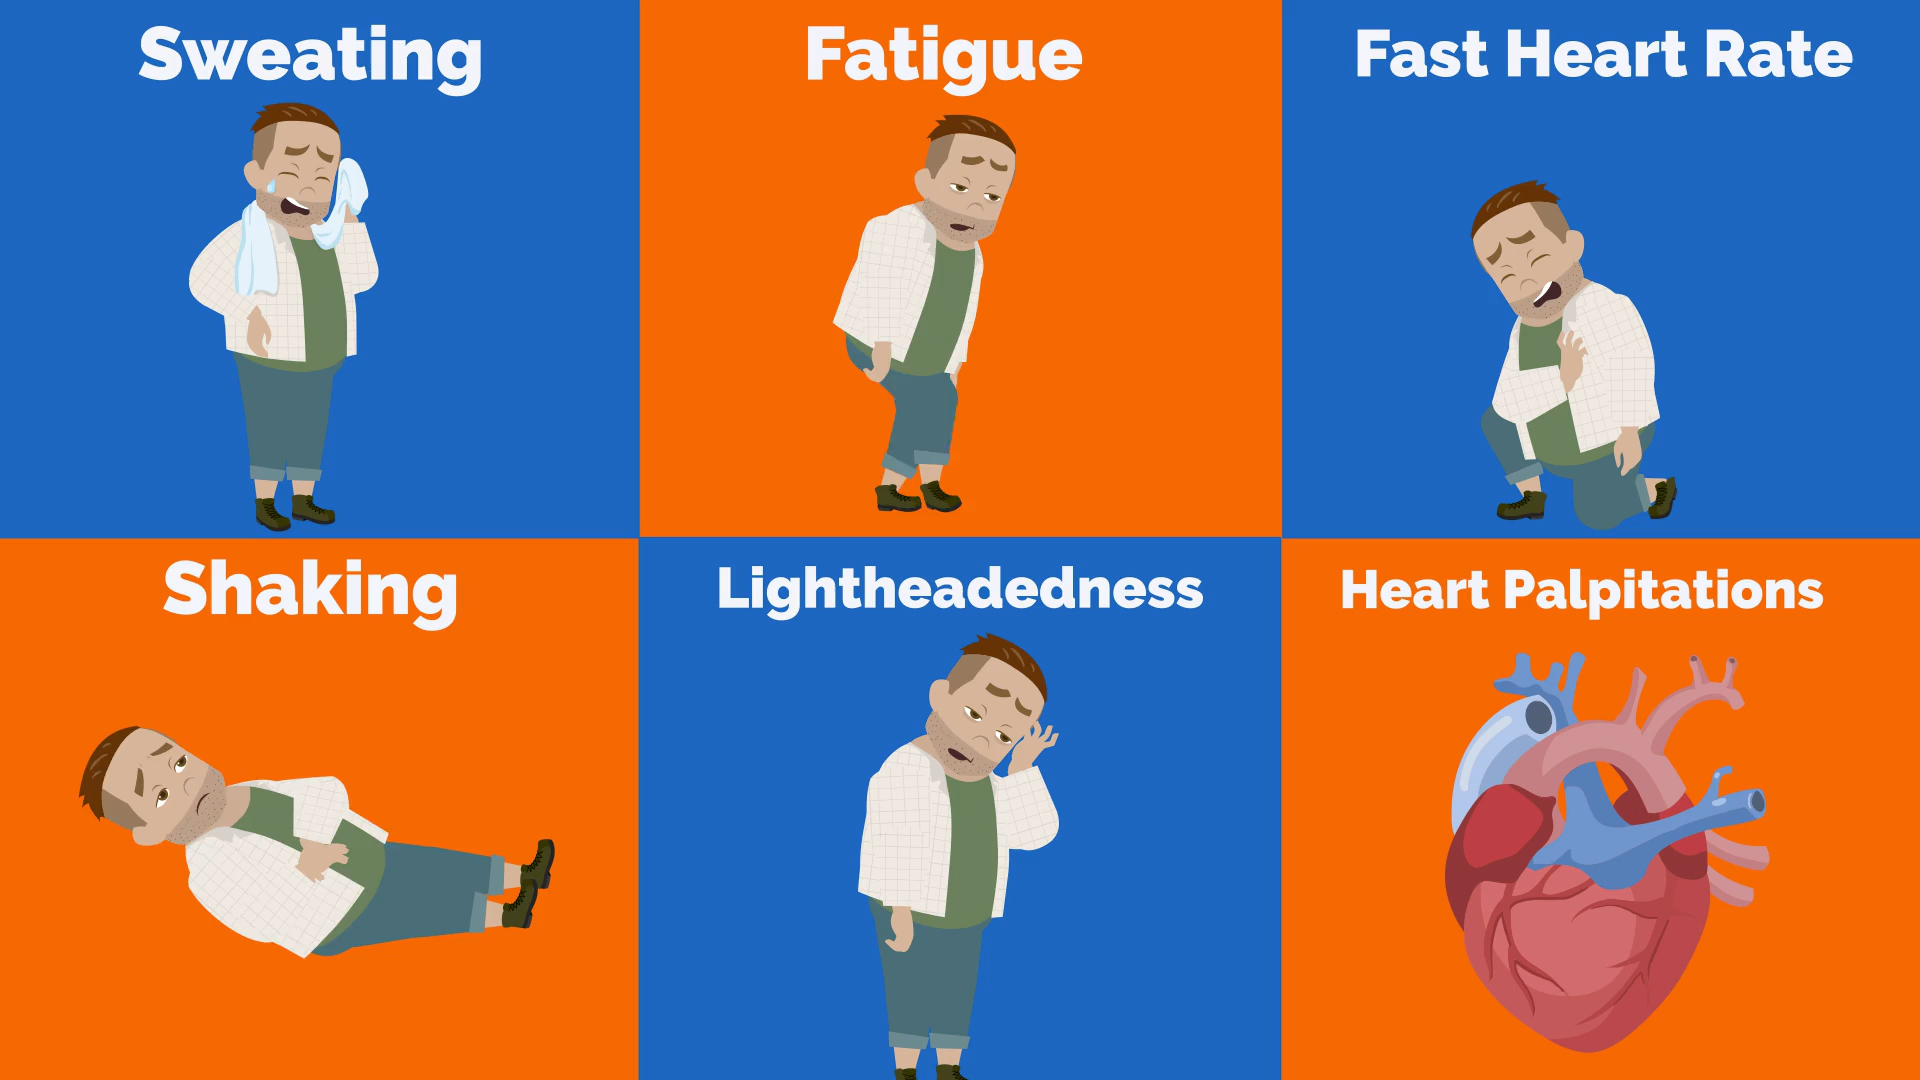 Sweating
Fatigue
Fast Heart Rate
Shaking
Lightheadedness
Heart Palpitations